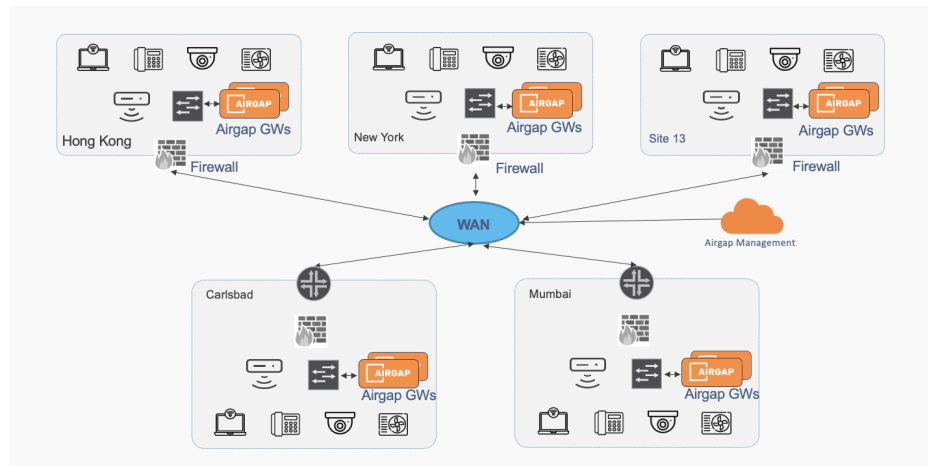 AIRGAP
Airgap GWs
Hong Kong
Firewall
AIRGAP
Airgap GWs
New York
Firewall
AIRGAP
Airgap GWs
Site 13
Firewall
WAN
Airgap Management
Carlsbad
AIRGAP
Airgap GWs
Mumbai
AIRGAP
Airgap GWs